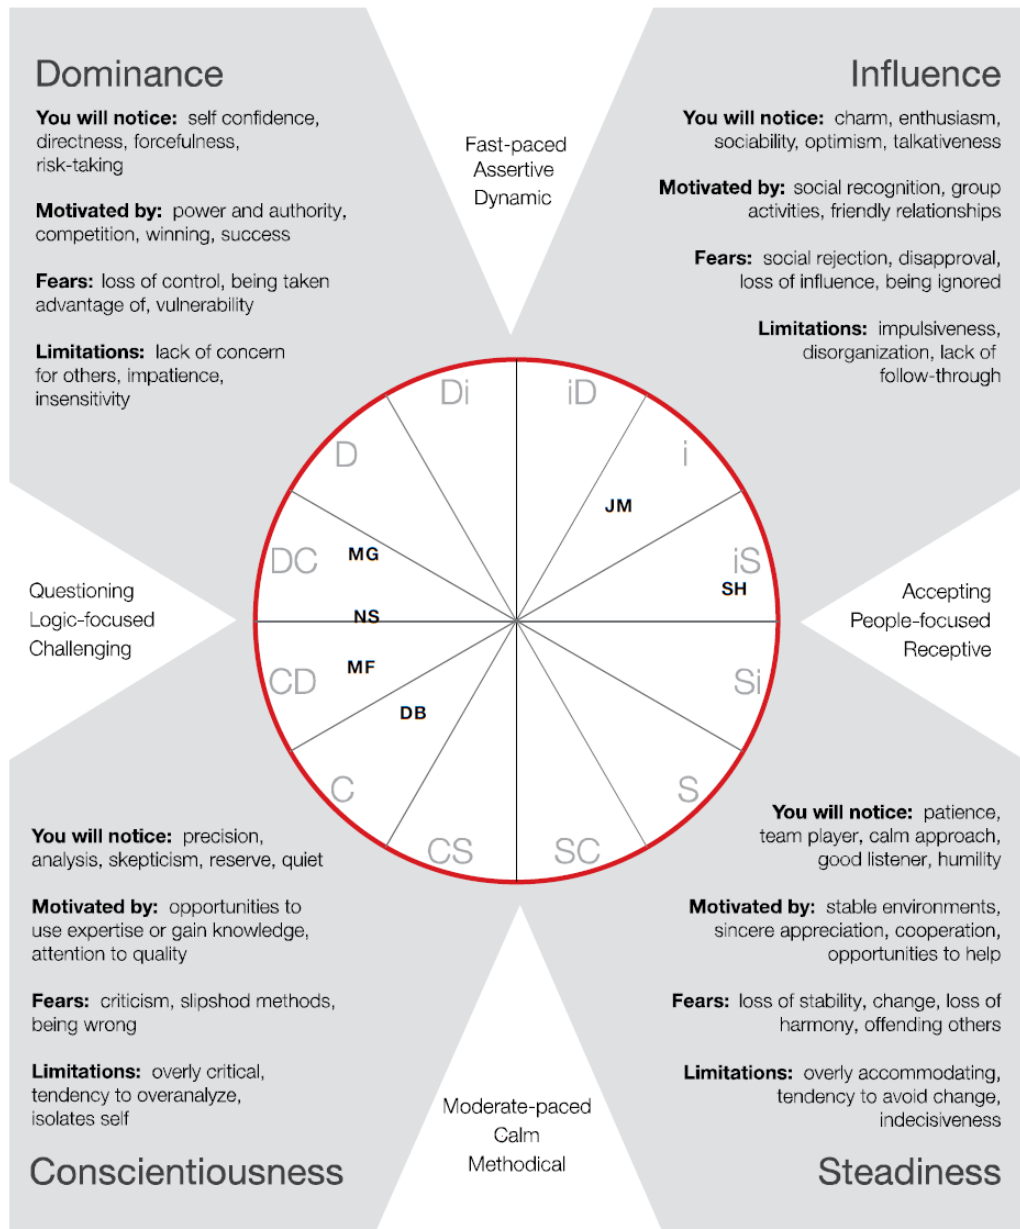 Dominance
You will notice: self confidence,
directness, forcefulness,
risk-taking
Motivated by: power and authority,
competition, winning, success
Fears: loss of control, being taken
advantage of, vulnerability
Limitations: lack of concern
for others, impatience,
insensitivity
Fast-paced
Assertive
Dynamic
Influence
You will notice: charm, enthusiasm,
sociability, optimism, talkativeness
Motivated by: social recognition, group
activities, friendly relationships
Fears: social rejection, disapproval,
loss of influence, being ignored
Limitations: impulsiveness,
disorganization, lack of
follow-through
Di
iD
D
i
JM
MG
DC
iS
SH
NS
Questioning
Logic-focused
Challenging
Accepting
People-focused
Receptive
MF
CD
Si
DB
C
S
CS
SC
You will notice: precision,
analysis, skepticism, reserve, quiet
Motivated by: opportunities to
use expertise or gain knowledge,
attention to quality
Fears: criticism, slipshod methods,
being wrong
Limitations: overly critical,
tendency to overanalyze,
isolates self
Conscientiousness
Moderate-paced
Calm
Methodical
You will notice: patience,
team player, calm approach,
good listener, humility
Motivated by: stable environments,
sincere appreciation, cooperation,
opportunities to help
Fears: loss of stability, change, loss of
harmony, offending others
Limitations: overly accommodating,
tendency to avoid change,
indecisiveness
Steadiness